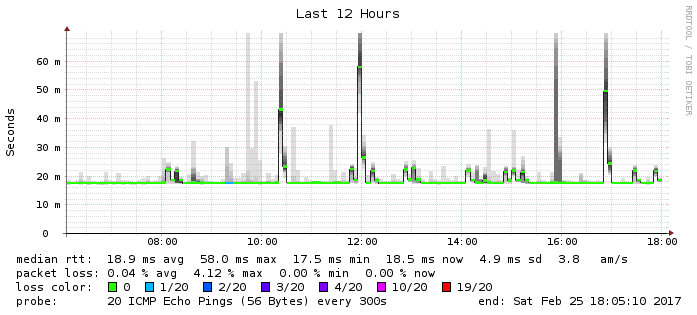 Last 12 Hours
RRDTOOL / TOBI OETIKER
Seconds
60 m
50 m
40 m
30 m
20 m
10 m
0
08:00 10:00 12:00 14:00 16:00 18:00
median rtt: 18.9 ms avg 58.0 ms max 17.5 ms min 18.5 ms now 4.9 ms sd 3.8 am/s
packet loss: 0.04 % avg 4.12 % max 0.00 % min 0.00 % now
loss color: 0 1/20 2/20 3/20 4/20 10/20 19/20
probe: 20 ICMP Echo Pings (56 Bytes) every 300s end: Sat Feb 25 18:05:10 2017